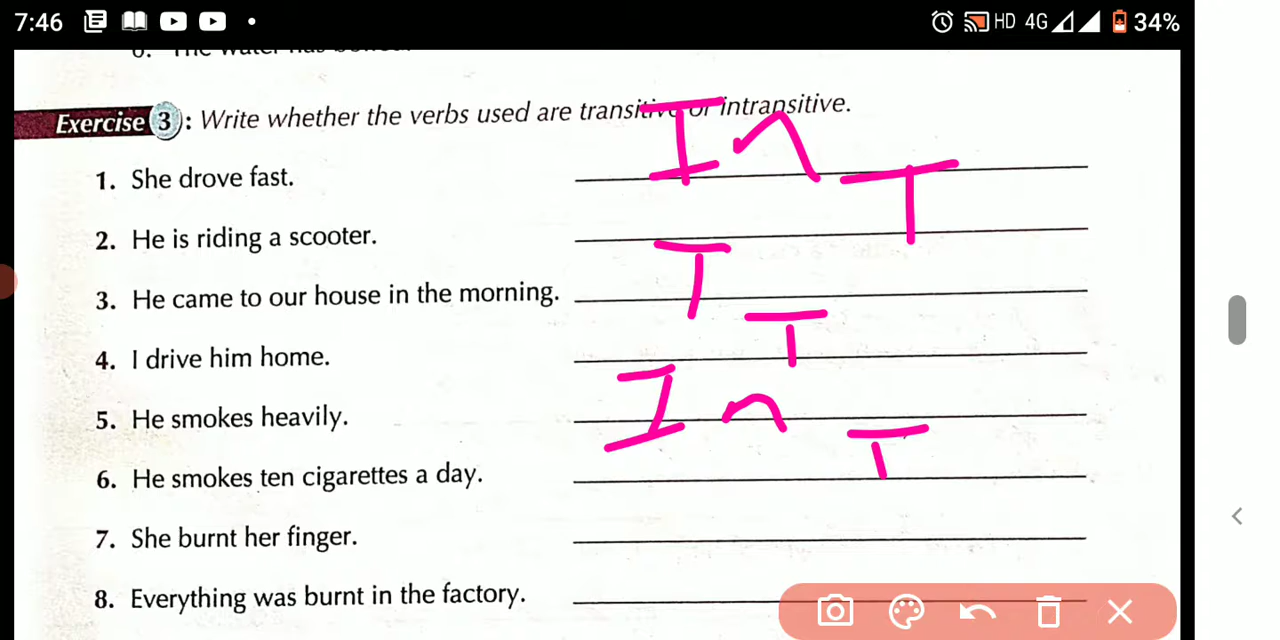 7:46 HD 4G 34%
Exercise 3 : Write whether the verbs used are transitive or intransitive.
1. She drove fast. In T
2. He is riding a scooter. T
3. He came to our house in the morning.
4. I drive him home. T
5. He smokes heavily. In T
6. He smokes ten cigarettes a day.
7. She burnt her finger.
8. Everything was burnt in the factory.